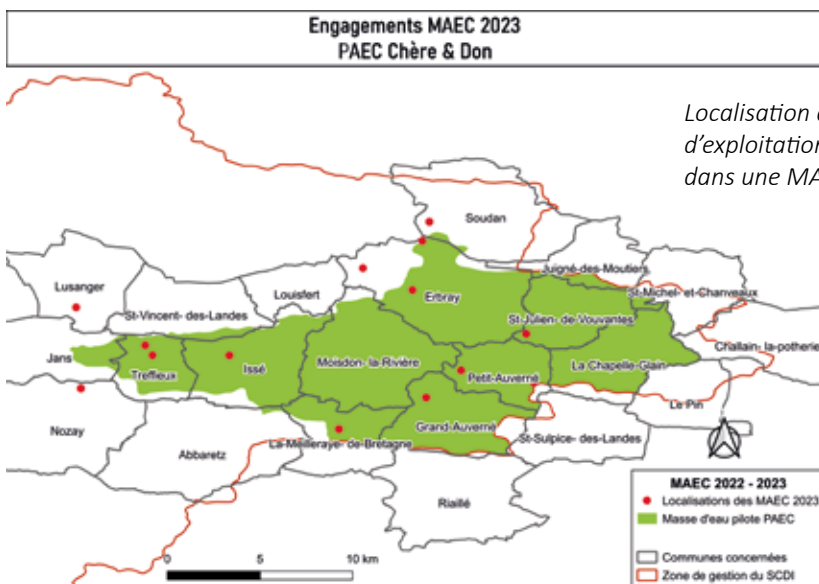 Engagements MAEC 2023
PAEC Chère & Don
Localisation
d'exploitation
dans une MA
Soudan
Juigné-des-Moutiers
Lusanger
St-Michel- et-Chanveaux
St-Vincent- des-Landes
Louisfert
Erbray
St-Julien- de-Vouvantes
Challain- la-potherie
Jans
Treffieux
Issé
Moisdon- la-Rivière
Petit-Auverné
La Chapelle-Glain
Le Pin
Nozay
Grand-Auverné
Abbaretz
La-Meilleraye- de-Bretagne
St-Sulpice- des-Landes
Riaillé
MAEC 2022 - 2023
Localisations des MAEC 2023
Masse d'eau pilote PAEC
Communes concernées
Zone de gestion du SCDI
0 5 10 km